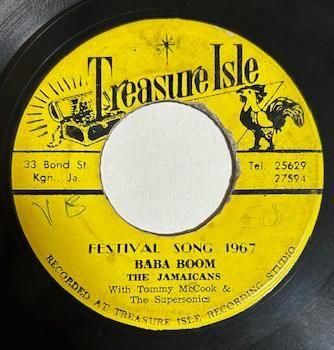 Treasure Isle
33 Bond St.
Kgn., Ja.
Tel. 25629
27594
VB
FESTIVAL SONG 1967
BABA BOOM
THE JAMAICANS
With Tommy McCook &
The Supersonics
RECORDED AT TREASURE ISLE RECORDING STUDIO